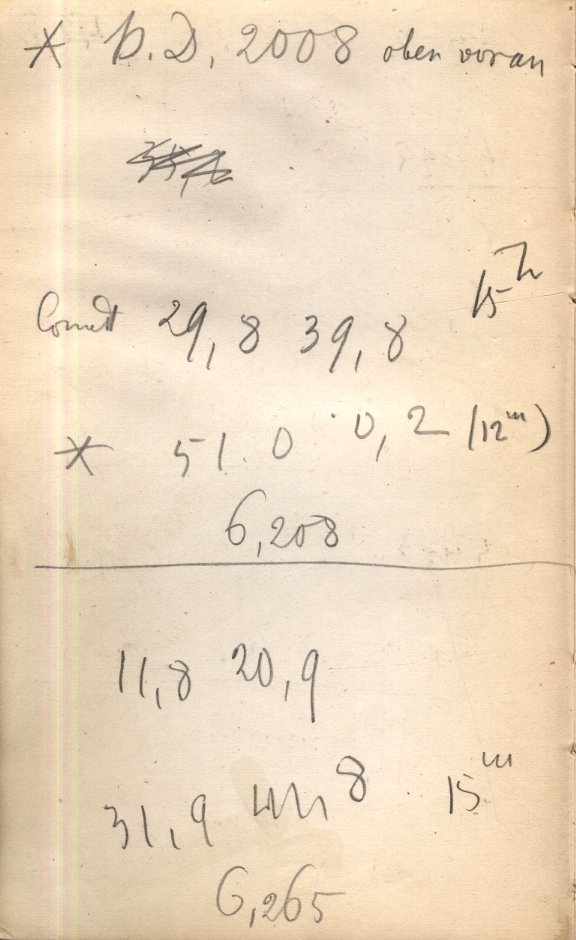 * B.D. 2008 oben voran
Comet 29,8 39,8 15h
* 51.0 0,2 (12m)
6,208
11,8 20,9
31,9 8 15m
6,265